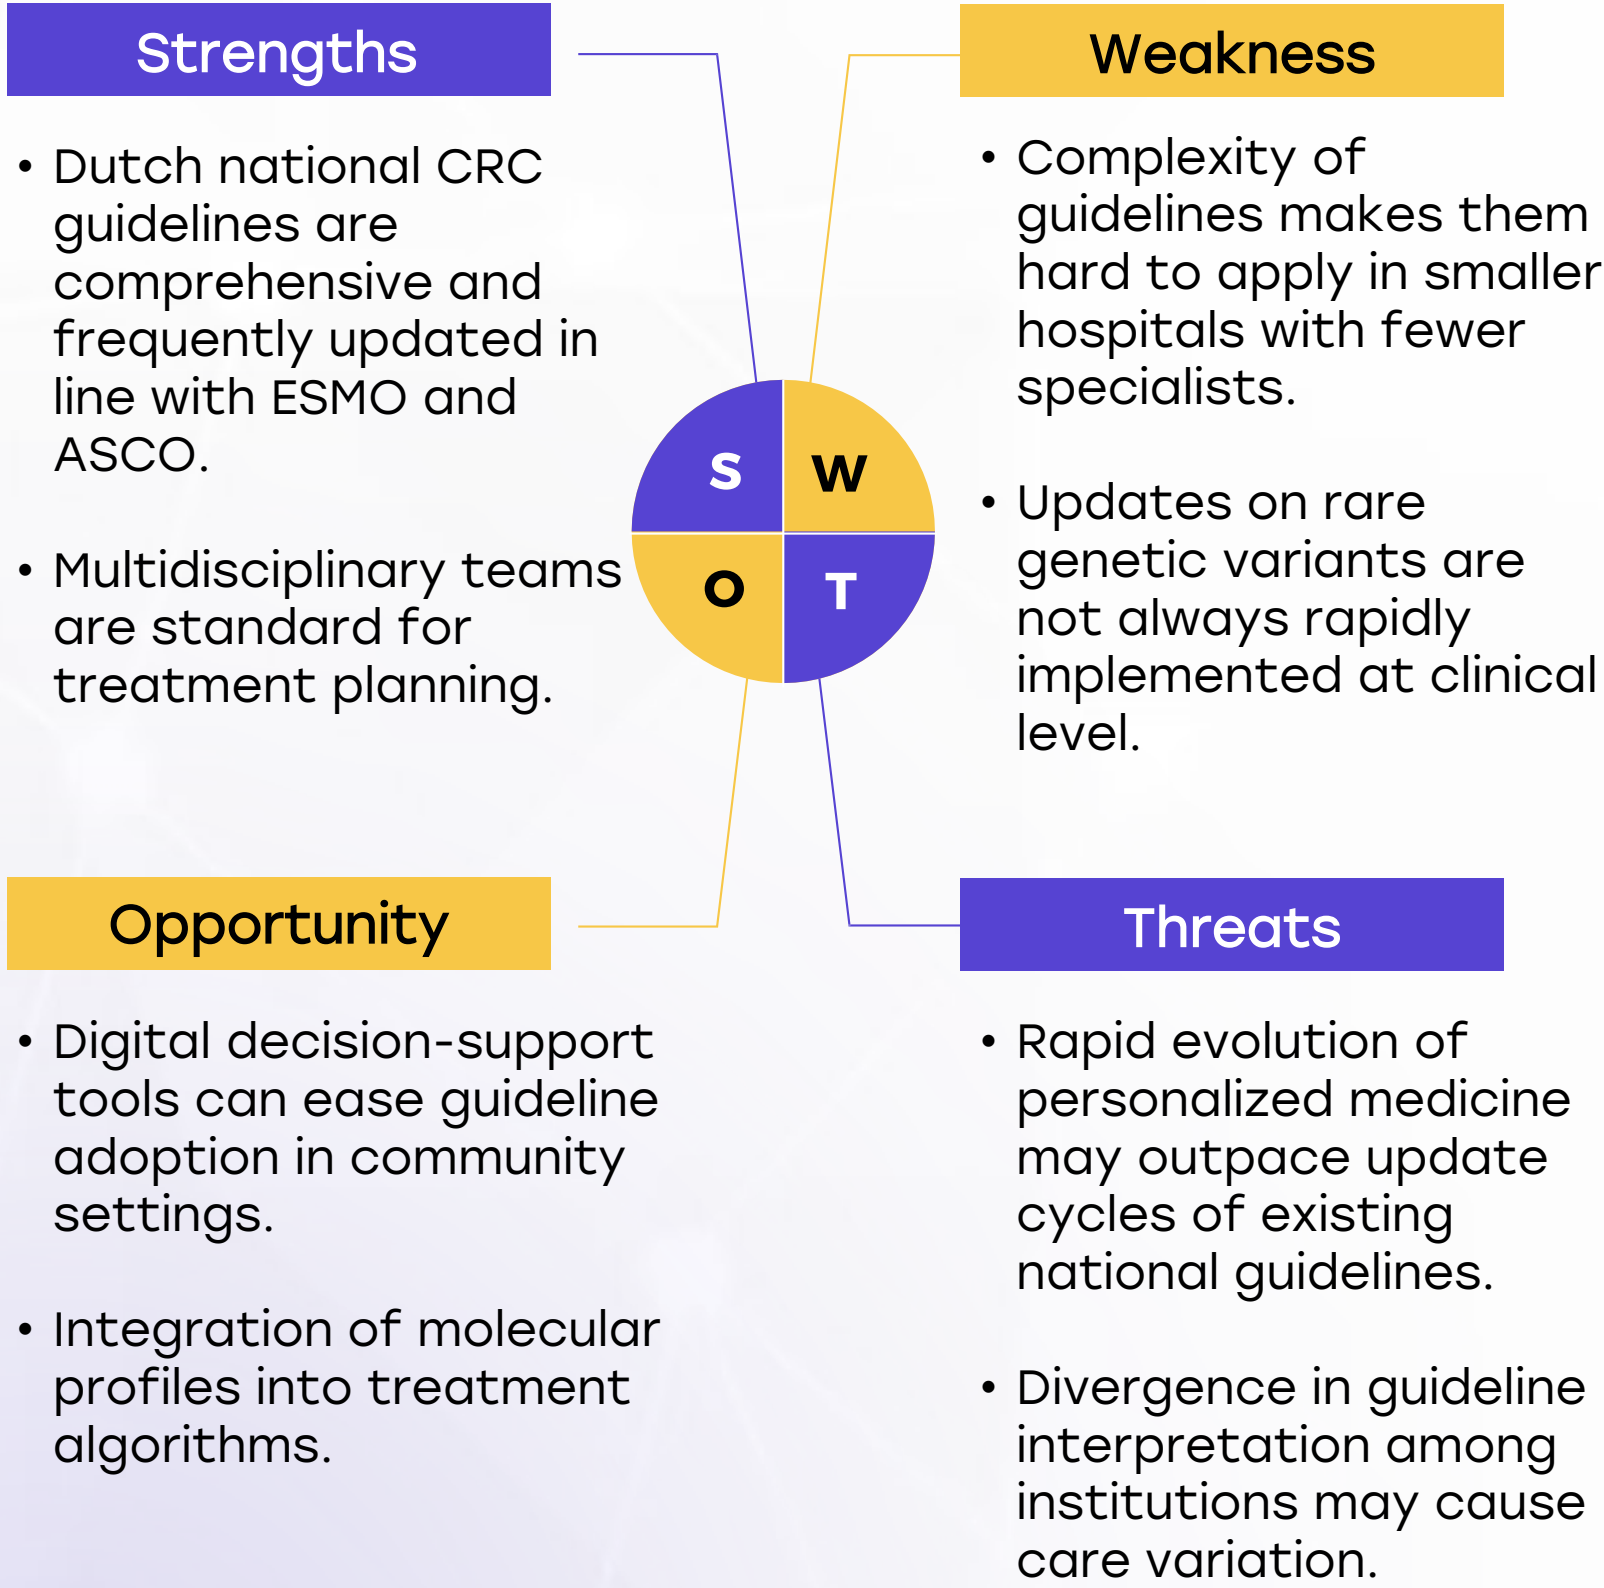 Strengths
• Dutch national CRC
guidelines are
comprehensive and
frequently updated in
line with ESMO and
ASCO.
• Multidisciplinary teams
are standard for
treatment planning.
Weakness
• Complexity of
guidelines makes them
hard to apply in smaller
hospitals with fewer
specialists.
• Updates on rare
genetic variants are
not always rapidly
implemented at clinical
level.
S
W
O
T
Opportunity
• Digital decision-support
tools can ease guideline
adoption in community
settings.
• Integration of molecular
profiles into treatment
algorithms.
Threats
• Rapid evolution of
personalized medicine
may outpace update
cycles of existing
national guidelines.
• Divergence in guideline
interpretation among
institutions may cause
care variation.